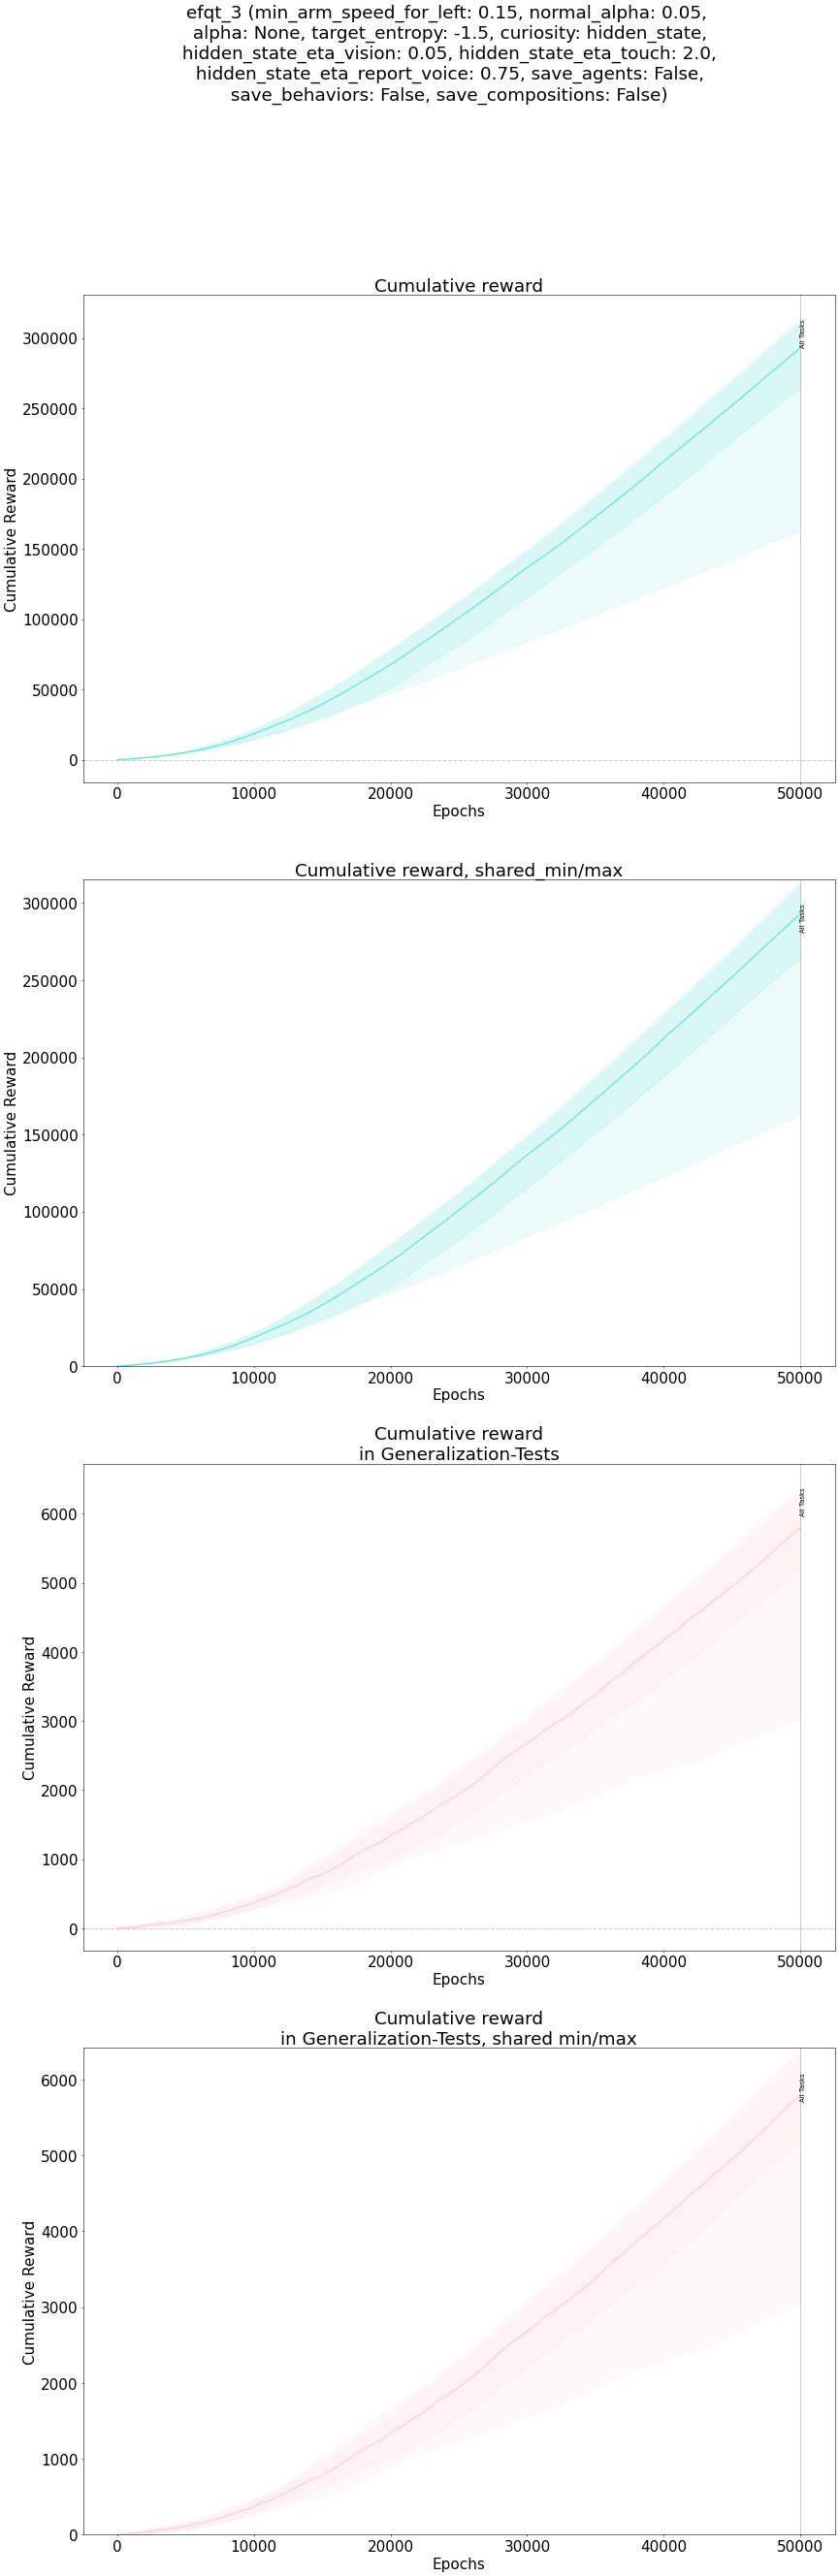 efqt_3 (min_arm_speed_for_left: 0.15, normal_alpha: 0.05,
alpha: None, target_entropy: -1.5, curiosity: hidden_state,
hidden_state_eta_vision: 0.05, hidden_state_eta_touch: 2.0,
hidden_state_eta_report_voice: 0.75, save_agents: False,
save_behaviors: False, save_compositions: False)
Cumulative reward
300000
250000
200000
150000
100000
50000
0
Cumulative Reward
All Tasks
0 10000 20000 30000 40000 50000
Epochs
Cumulative reward, shared_min/max
300000
250000
200000
150000
100000
50000
0
Cumulative Reward
All Tasks
0 10000 20000 30000 40000 50000
Epochs
Cumulative reward
in Generalization-Tests
6000
5000
4000
3000
2000
1000
0
Cumulative Reward
All Tasks
0 10000 20000 30000 40000 50000
Epochs
Cumulative reward
in Generalization-Tests, shared min/max
6000
5000
4000
3000
2000
1000
0
Cumulative Reward
All Tasks
0 10000 20000 30000 40000 50000
Epochs